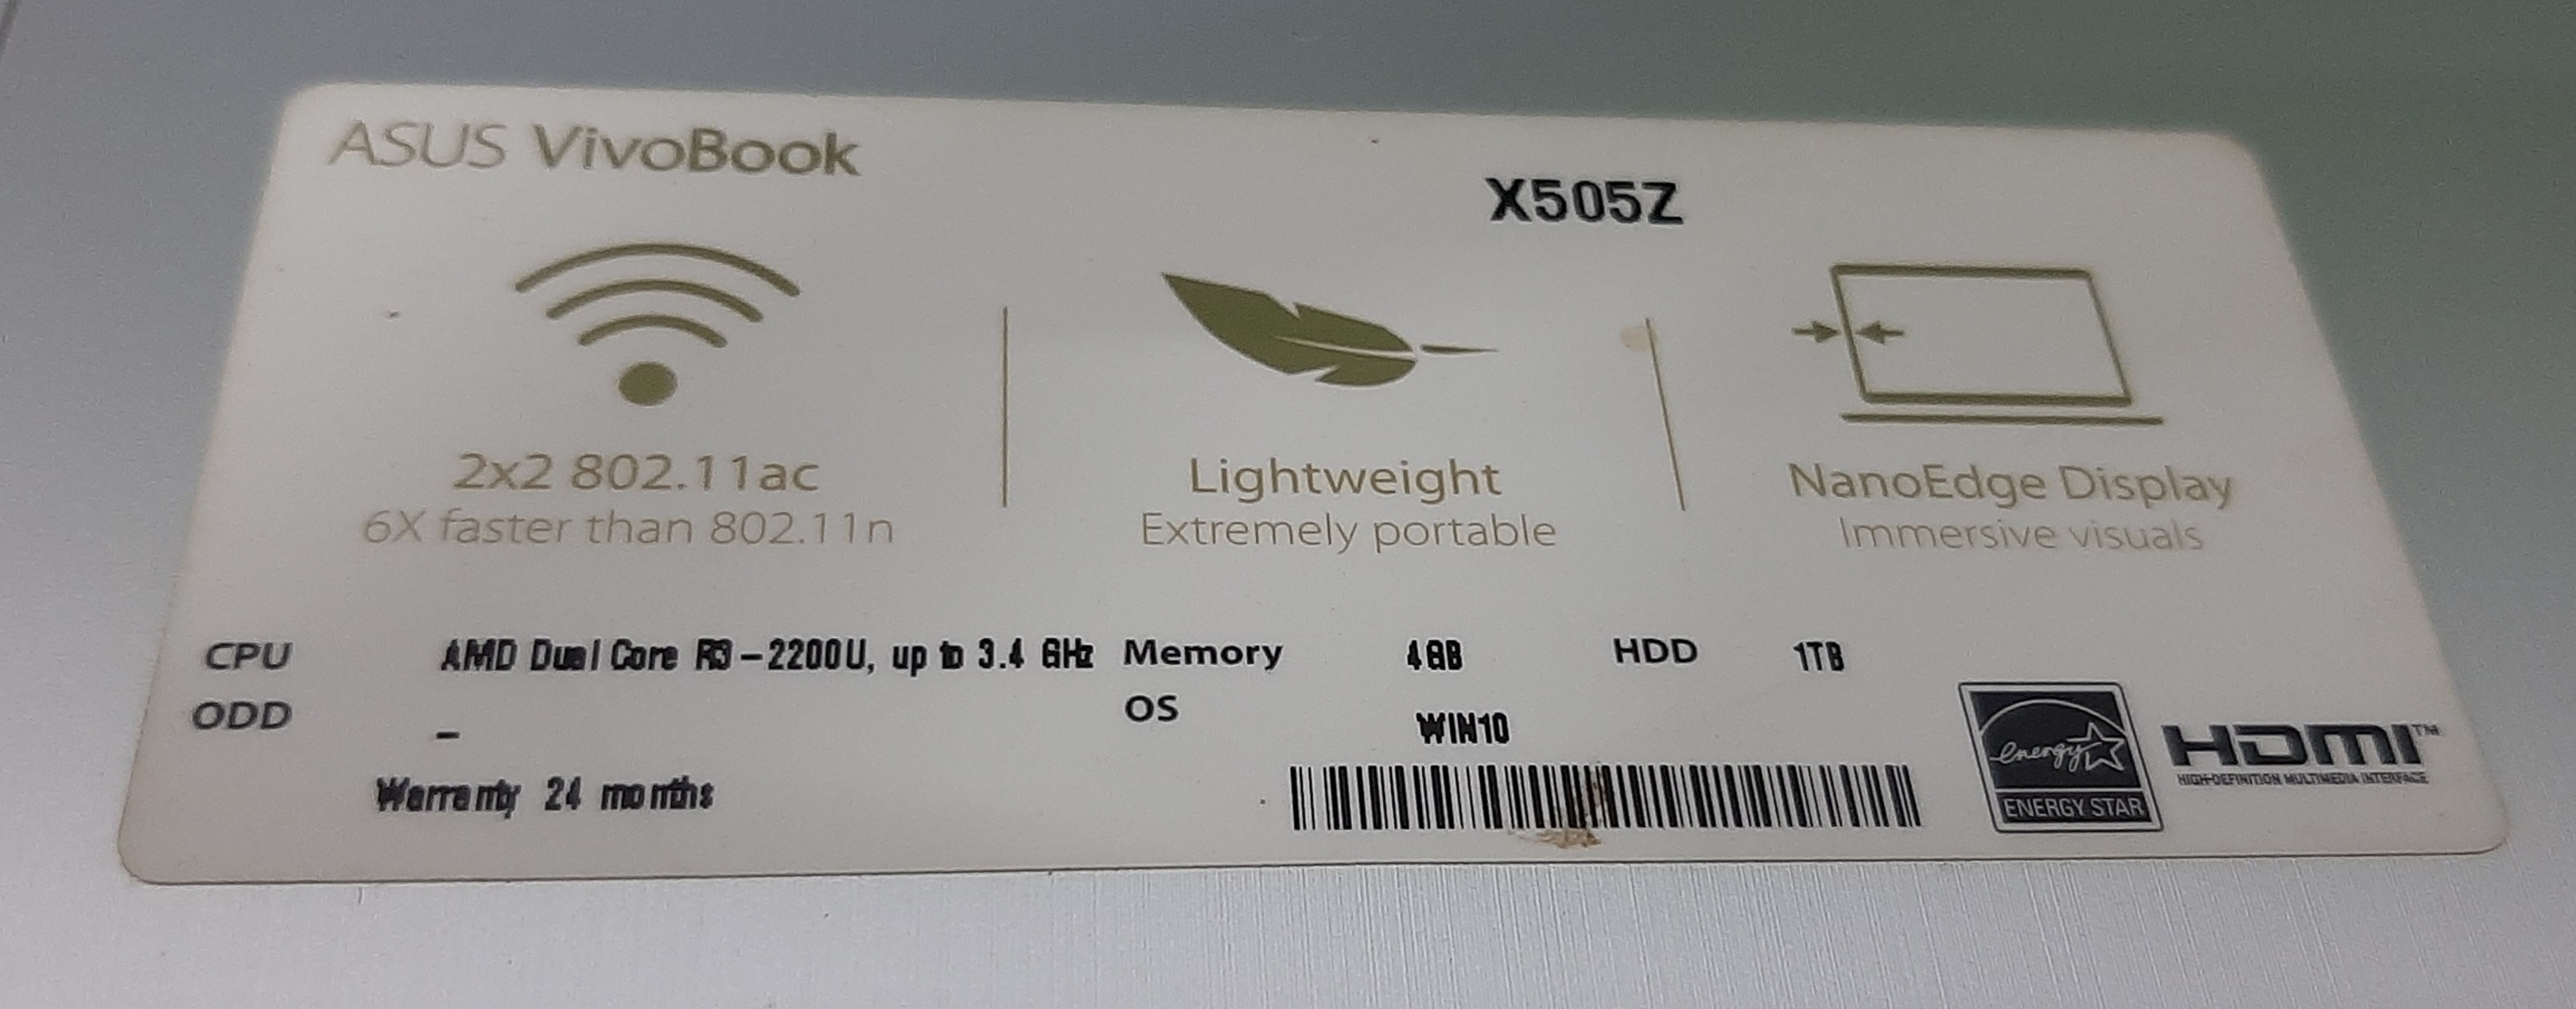 ASUS VivoBook
X505Z
2x2 802.11ac
6X faster than 802.11n
Lightweight
Extremely portable
NanoEdge Display
Immersive visuals
CPU AMD Dual Core R3-2200U, up to 3.4 GHz Memory 4GB HDD 1TB
ODD - OS WIN10
Warranty 24 months
energy
ENERGY STAR
HDMI™
HIGH-DEFINITION MULTIMEDIA INTERFACE